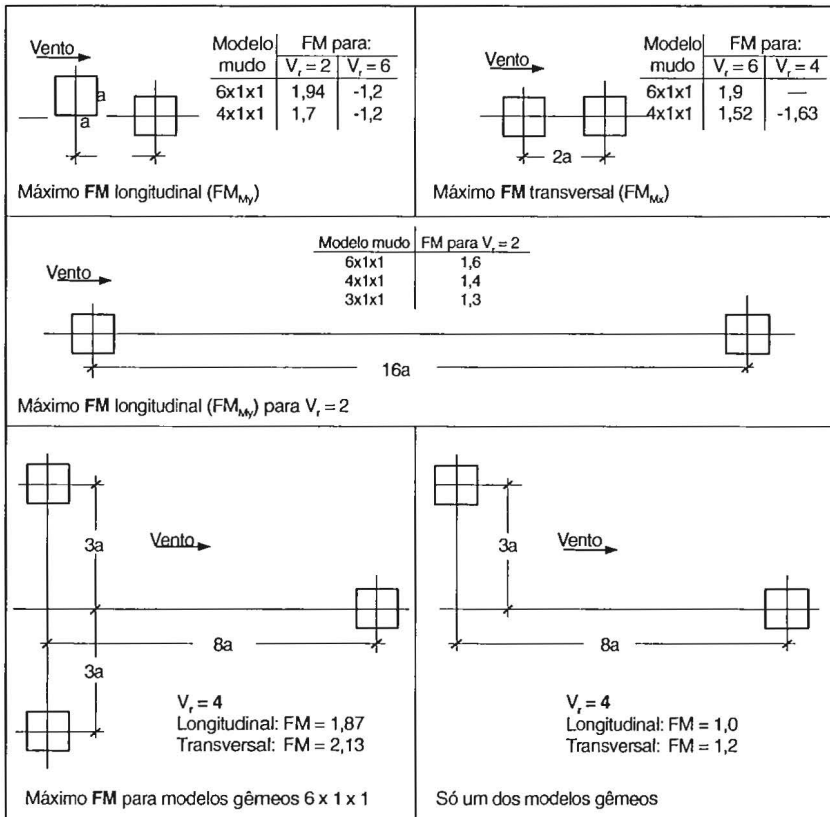 Vento
Modelo mudo | FM para:
V_r = 2 | V_r = 6
6x1x1 | 1,94 | -1,2
4x1x1 | 1,7 | -1,2
a
a
Máximo FM longitudinal (FM_My)
Vento
Modelo mudo | FM para:
V_r = 6 | V_r = 4
6x1x1 | 1,9 | —
4x1x1 | 1,52 | -1,63
2a
Máximo FM transversal (FM_Mx)
Modelo mudo | FM para V_r = 2
6x1x1 | 1,6
4x1x1 | 1,4
3x1x1 | 1,3
Vento
16a
Máximo FM longitudinal (FM_My) para V_r = 2
3a
Vento
8a
3a
V_r = 4
Longitudinal: FM = 1,87
Transversal: FM = 2,13
Máximo FM para modelos gêmeos 6 x 1 x 1
3a
Vento
8a
V_r = 4
Longitudinal: FM = 1,0
Transversal: FM = 1,2
Só um dos modelos gêmeos